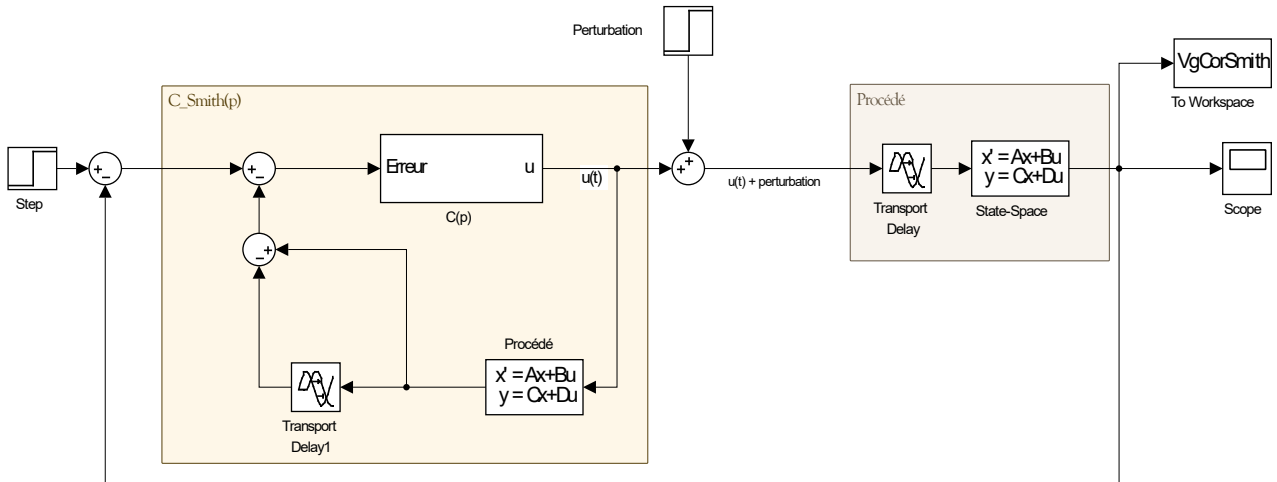 Perturbation
VgCorSmith
To Workspace
C_Smith(p)
Procédé
Step
+
−
+
−
Erreur
u
C(p)
u(t)
+
+
u(t) + perturbation
Transport
Delay
x' = Ax+Bu
y = Cx+Du
State-Space
Scope
−
+
Procédé
x' = Ax+Bu
y = Cx+Du
Transport
Delay1